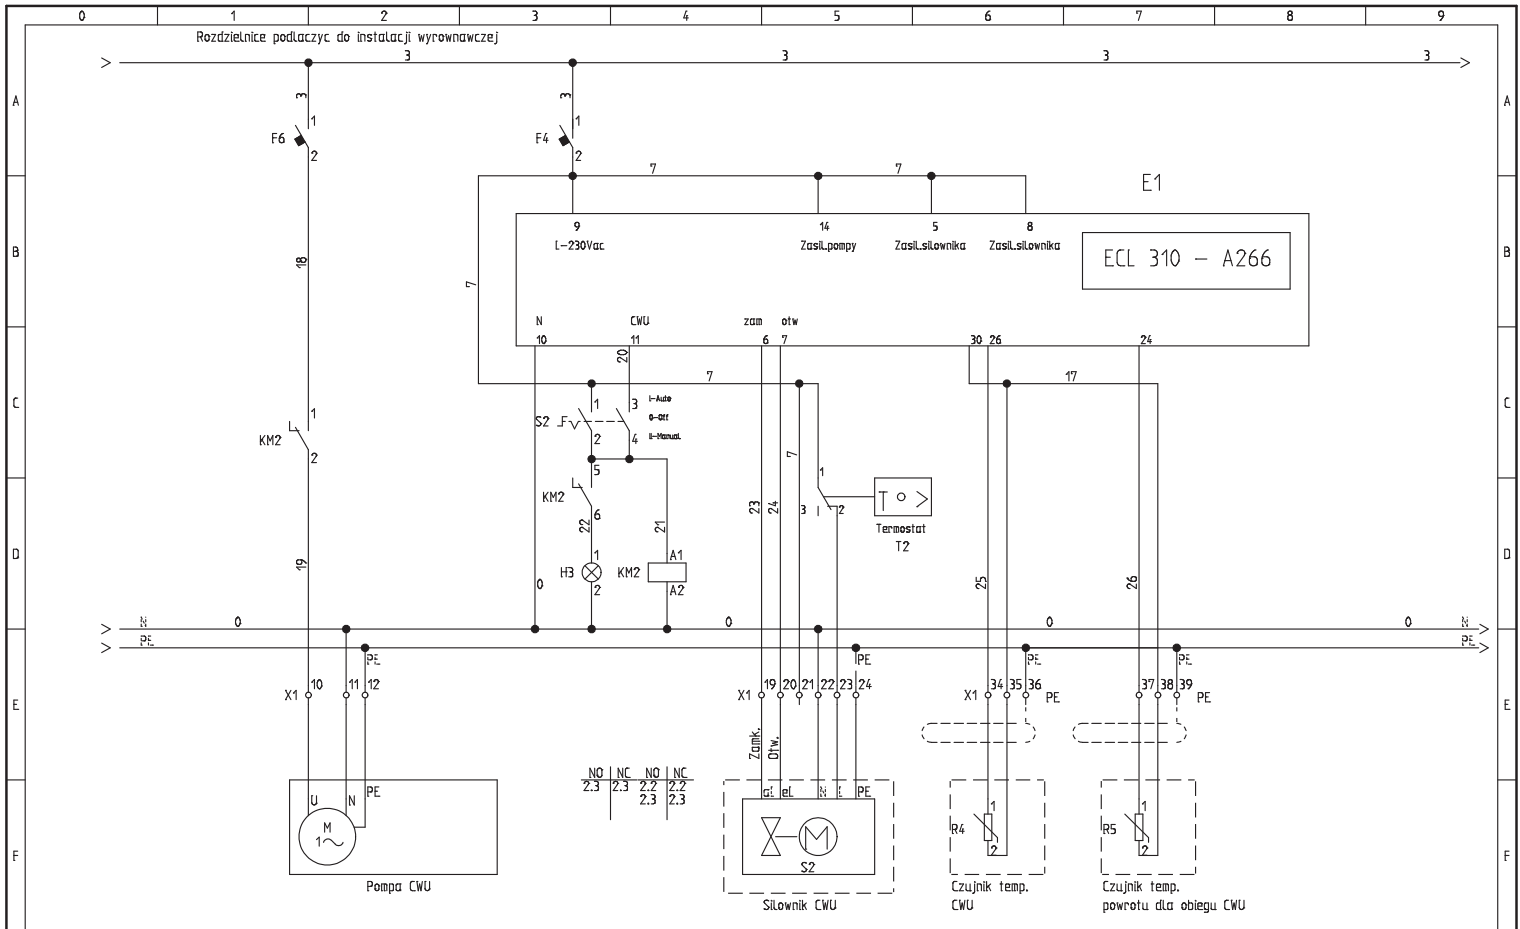 0 1 2 3 4 5 6 7 8 9
Rozdzielnice podlaczyc do instalacji wyrownawczej
3 3 3 3
A 3 3 A
F6 1 2
F4 1 2
7 7
E1
9 14 5 8
L-230Vac Zasil.pompy Zasil.silownika Zasil.silownika
ECL 310 - A266
B 18 7 B
N CWU zam otw
10 11 6 7 30 26 24
20
7 17
C C
1 3 I-Auto
S2 0-Off
2 4 II-Manual
KM2 1 2
7
5
KM2
6
22 21
23 24
1
3 2
T >
Termostat
T2
D D
19
H3 1 2
KM2 A1 A2
0
25 26
N 0 0 0 0 N
PE PE
PE PE PE PE
X1 10 11 12
X1 19 20 21 22 23 24
X1 34 35 36 PE
37 38 39 PE
E E
Zamk. Otw.
NO NC NO NC
2.3 2.3 2.2 2.2
2.3 2.3
U N PE
aL eL N L PE
M
1
M
S2
R4 1 2
R5 1 2
F F
Pompa CWU
Silownik CWU
Czujnik temp.
CWU
Czujnik temp.
powrotu dla obiegu CWU